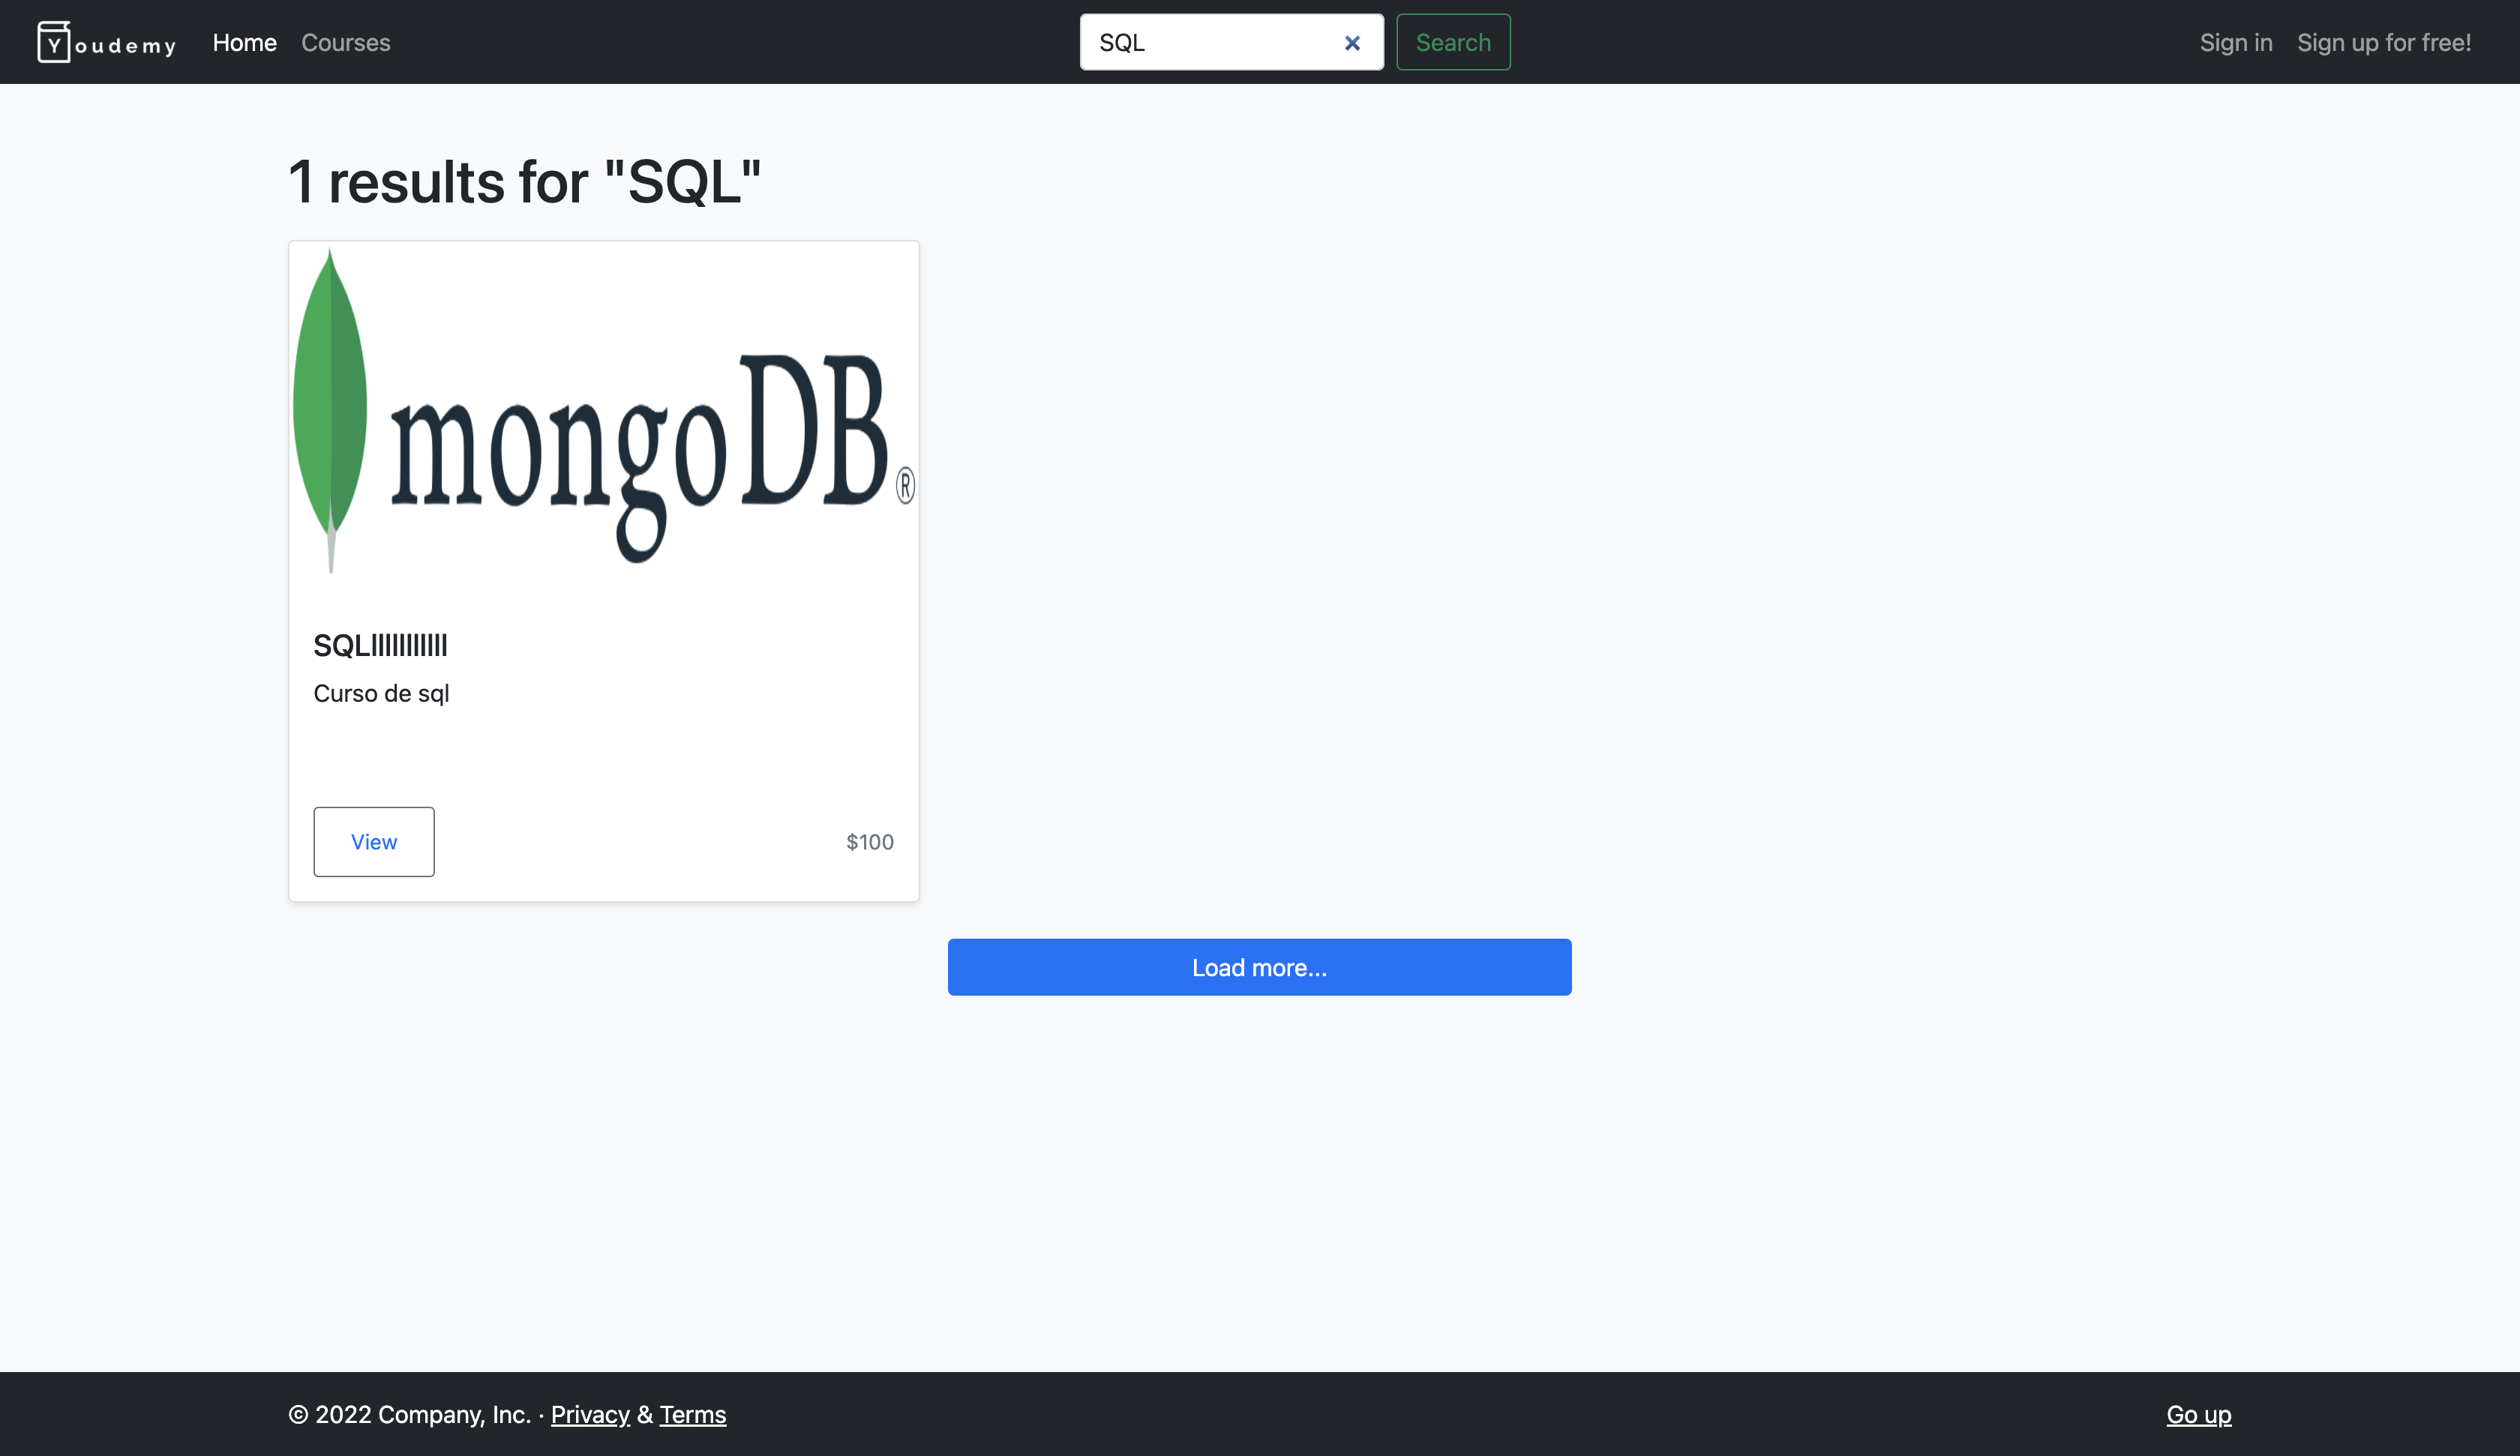 Youdemy Home Courses SQL Search Sign in Sign up for free!
1 results for "SQL"
mongoDB®
SQLlllllllllll
Curso de sql
View $100
Load more...
© 2022 Company, Inc. · Privacy & Terms Go up